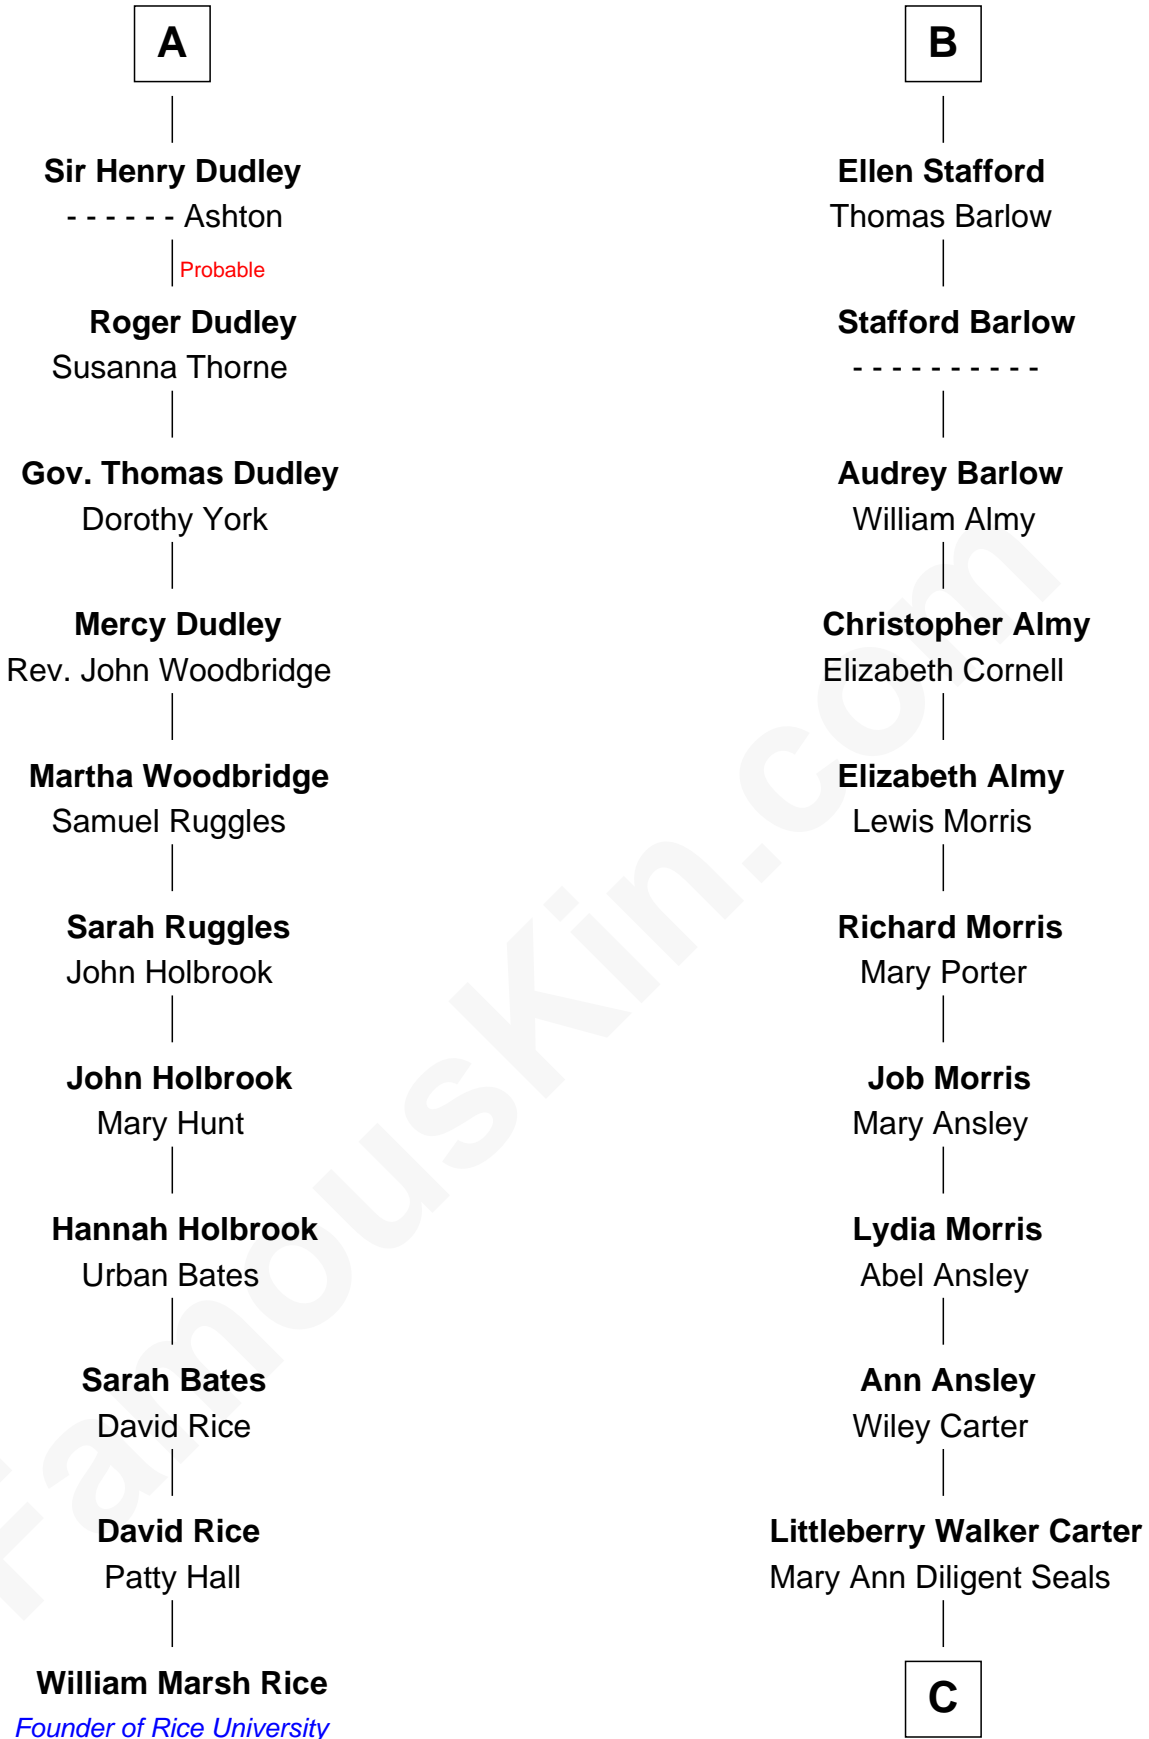 A
Sir Henry Dudley
- - - - - - Ashton
Probable
Roger Dudley
Susanna Thorne
Gov. Thomas Dudley
Dorothy York
Mercy Dudley
Rev. John Woodbridge
Martha Woodbridge
Samuel Ruggles
Sarah Ruggles
John Holbrook
John Holbrook
Mary Hunt
Hannah Holbrook
Urban Bates
Sarah Bates
David Rice
David Rice
Patty Hall
William Marsh Rice
Founder of Rice University
B
Ellen Stafford
Thomas Barlow
Stafford Barlow
- - - - - - - - - -
Audrey Barlow
William Almy
Christopher Almy
Elizabeth Cornell
Elizabeth Almy
Lewis Morris
Richard Morris
Mary Porter
Job Morris
Mary Ansley
Lydia Morris
Abel Ansley
Ann Ansley
Wiley Carter
Littleberry Walker Carter
Mary Ann Diligent Seals
C
FamousKin.com